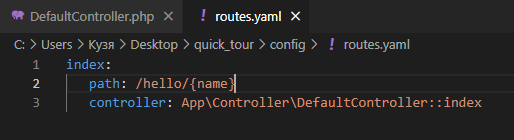 DefaultController.php
! routes.yaml ×
C: > Users > Кузя > Desktop > quick_tour > config > ! routes.yaml
1 index:
2 path: /hello/{name}
3 controller: App\Controller\DefaultController::index